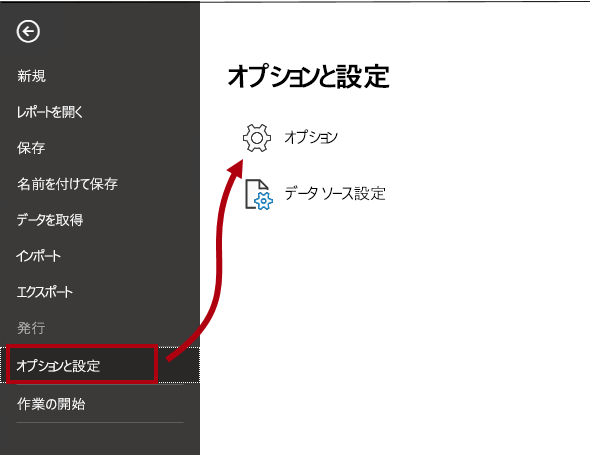 新規
レポートを開く
保存
名前を付けて保存
データを取得
インポート
エクスポート
発行
オプションと設定
作業の開始
オプションと設定
オプション
データ ソース設定